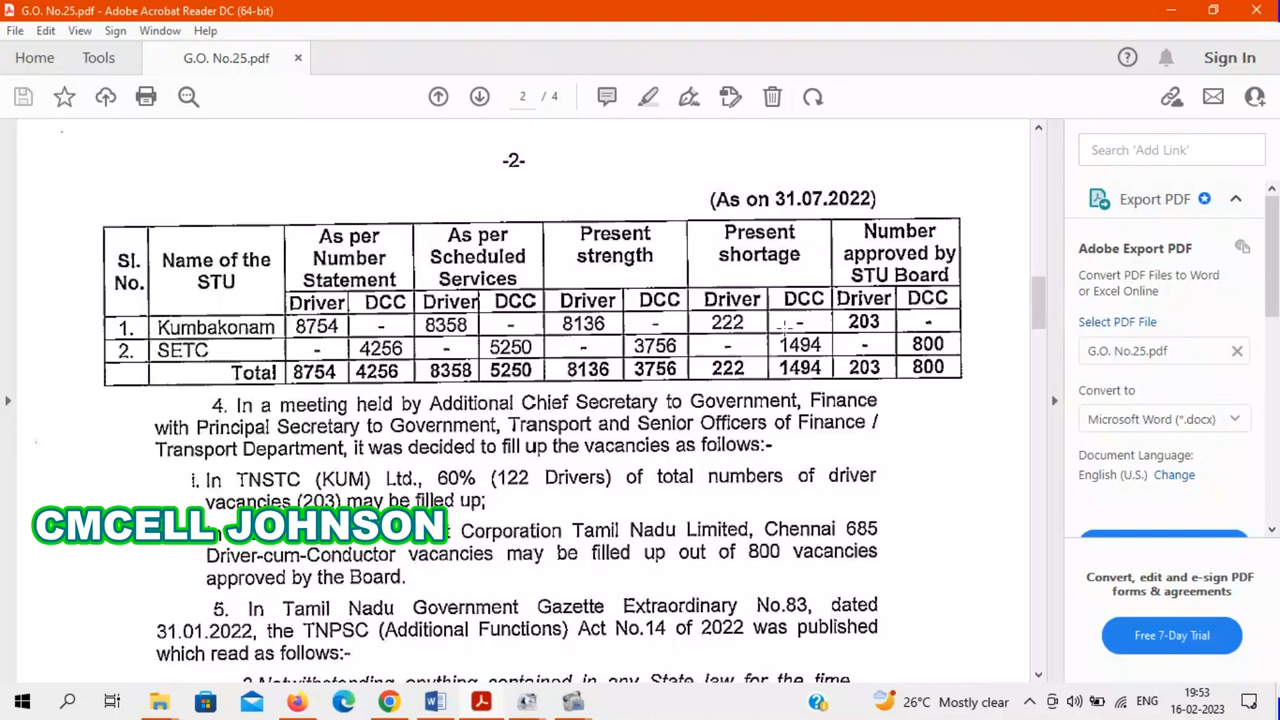 G.O. No.25.pdf - Adobe Acrobat Reader DC (64-bit)
File Edit View Sign Window Help
Home Tools G.O. No.25.pdf × Sign In
2 / 4
-2-
(As on 31.07.2022)
Sl. No. Name of the STU As per Number Statement As per Scheduled Services Present strength Present shortage Number approved by STU Board
Driver DCC Driver DCC Driver DCC Driver DCC Driver DCC
1. Kumbakonam 8754 - 8358 - 8136 - 222 - 203 -
2. SETC - 4256 - 5250 - 3756 - 1494 - 800
Total 8754 4256 8358 5250 8136 3756 222 1494 203 800
4. In a meeting held by Additional Chief Secretary to Government, Finance
with Principal Secretary to Government, Transport and Senior Officers of Finance /
Transport Department, it was decided to fill up the vacancies as follows:-
i. In TNSTC (KUM) Ltd., 60% (122 Drivers) of total numbers of driver
vacancies (203) may be filled up;
CMCELL JOHNSON
Corporation Tamil Nadu Limited, Chennai 685
Driver-cum-Conductor vacancies may be filled up out of 800 vacancies
approved by the Board.
5. In Tamil Nadu Government Gazette Extraordinary No.83, dated
31.01.2022, the TNPSC (Additional Functions) Act No.14 of 2022 was published
which read as follows:-
2.Notwithstanding anything contained in any State law for the time
Search 'Add Link'
Export PDF
Adobe Export PDF
Convert PDF Files to Word
or Excel Online
Select PDF File
G.O. No.25.pdf
Convert to
Microsoft Word (*.docx)
Document Language:
English (U.S.) Change
Convert, edit and e-sign PDF
forms & agreements
Free 7-Day Trial
26°C Mostly clear ENG 19:53
16-02-2023